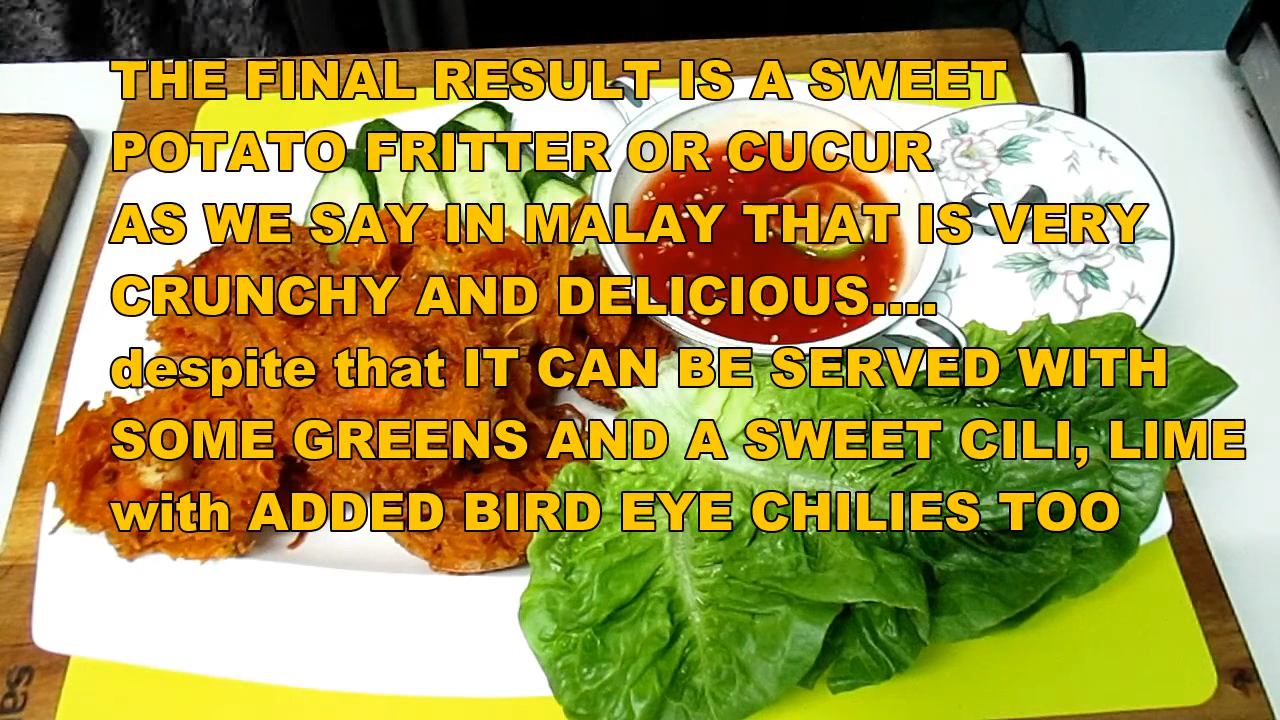 THE FINAL RESULT IS A SWEET
POTATO FRITTER OR CUCUR
AS WE SAY IN MALAY THAT IS VERY
CRUNCHY AND DELICIOUS....
despite that IT CAN BE SERVED WITH
SOME GREENS AND A SWEET CILI, LIME
with ADDED BIRD EYE CHILIES TOO